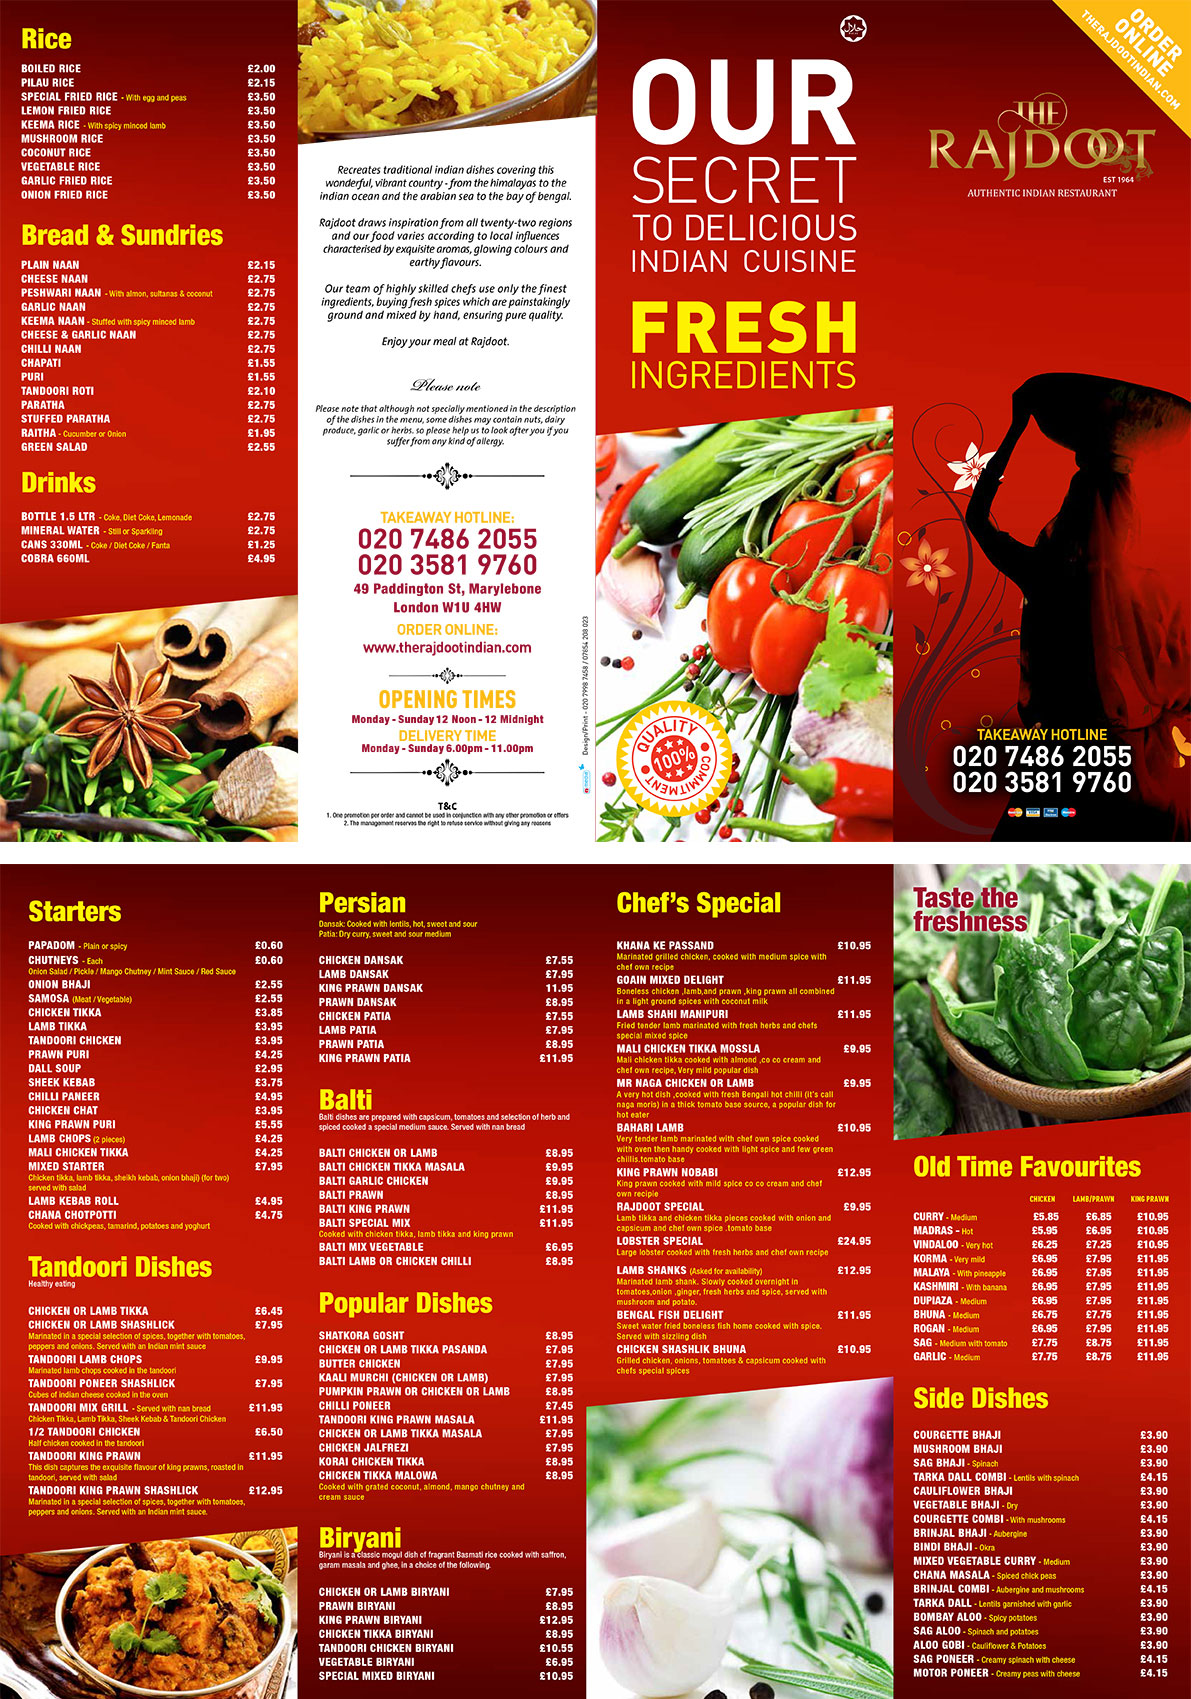 Rice
BOILED RICE £2.00
PILAU RICE £2.15
SPECIAL FRIED RICE - With egg and peas £3.50
LEMON FRIED RICE £3.50
KEEMA RICE - With spicy minced lamb £3.50
MUSHROOM RICE £3.50
COCONUT RICE £3.50
VEGETABLE RICE £3.50
GARLIC FRIED RICE £3.50
ONION FRIED RICE £3.50
Bread & Sundries
PLAIN NAAN £2.15
CHEESE NAAN £2.75
PESHWARI NAAN - With almon, sultanas & coconut £2.75
GARLIC NAAN £2.75
KEEMA NAAN - Stuffed with spicy minced lamb £2.75
CHEESE & GARLIC NAAN £2.75
CHILLI NAAN £2.75
CHAPATI £1.55
PURI £1.55
TANDOORI ROTI £2.10
PARATHA £2.75
STUFFED PARATHA £2.75
RAITHA - Cucumber or Onion £1.95
GREEN SALAD £2.55
Drinks
BOTTLE 1.5 LTR - Coke, Diet Coke, Lemonade £2.75
MINERAL WATER - Still or Sparkling £2.75
CANS 330ML - Coke / Diet Coke / Fanta £1.25
COBRA 660ML £4.95
Recreates traditional indian dishes covering this
wonderful, vibrant country - from the himalayas to the
indian ocean and the arabian sea to the bay of bengal.
Rajdoot draws inspiration from all twenty-two regions
and our food varies according to local influences
characterised by exquisite aromas, glowing colours and
earthy flavours.
Our team of highly skilled chefs use only the finest
ingredients, buying fresh spices which are painstakingly
ground and mixed by hand, ensuring pure quality.
Enjoy your meal at Rajdoot.
Please note
Please note that although not specially mentioned in the description
of the dishes in the menu, some dishes may contain nuts, dairy
produce, garlic or herbs. so please help us to look after you if you
suffer from any kind of allergy.
TAKEAWAY HOTLINE:
020 7486 2055
020 3581 9760
49 Paddington St, Marylebone
London W1U 4HW
ORDER ONLINE:
www.therajdootindian.com
OPENING TIMES
Monday - Sunday 12 Noon - 12 Midnight
DELIVERY TIME
Monday - Sunday 6.00pm - 11.00pm
T&C
1. One promotion per order and cannot be used in conjunction with any other promotion or offers
2. The management reserves the right to refuse service without giving any reasons
Design/Print - 020 7998 7458 / 07854 208 023
OUR
SECRET
TO DELICIOUS
INDIAN CUISINE
FRESH
INGREDIENTS
QUALITY
100%
COMMITMENT
ORDER
ONLINE
THERAJDOOTINDIAN.COM
THE
RAJDOOT
EST 1964
AUTHENTIC INDIAN RESTAURANT
TAKEAWAY HOTLINE
020 7486 2055
020 3581 9760
Starters
PAPADOM - Plain or spicy £0.60
CHUTNEYS - Each £0.60
Onion Salad / Pickle / Mango Chutney / Mint Sauce / Red Sauce
ONION BHAJI £2.55
SAMOSA (Meat / Vegetable) £2.55
CHICKEN TIKKA £3.85
LAMB TIKKA £3.95
TANDOORI CHICKEN £3.95
PRAWN PURI £4.25
DALL SOUP £2.95
SHEEK KEBAB £3.75
CHILLI PANEER £4.95
CHICKEN CHAT £3.95
KING PRAWN PURI £5.55
LAMB CHOPS (2 pieces) £4.25
MALI CHICKEN TIKKA £4.25
MIXED STARTER £7.95
Chicken tikka, lamb tikka, sheikh kebab, onion bhaji) (for two)
served with salad
LAMB KEBAB ROLL £4.95
CHANA CHOTPOTTI £4.75
Cooked with chickpeas, tamarind, potatoes and yoghurt
Tandoori Dishes
Healthy eating
CHICKEN OR LAMB TIKKA £6.45
CHICKEN OR LAMB SHASHLICK £7.95
Marinated in a special selection of spices, together with tomatoes,
peppers and onions. Served with an Indian mint sauce
TANDOORI LAMB CHOPS £9.95
Marinated lamb chops cooked in the tandoori
TANDOORI PONEER SHASHLICK £7.95
Cubes of indian cheese cooked in the oven
TANDOORI MIX GRILL - Served with nan bread £11.95
Chicken Tikka, Lamb Tikka, Sheek Kebab & Tandoori Chicken
1/2 TANDOORI CHICKEN £6.50
Half chicken cooked in the tandoori
TANDOORI KING PRAWN £11.95
This dish captures the exquisite flavour of king prawns, roasted in
tandoori, served with salad
TANDOORI KING PRAWN SHASHLICK £12.95
Marinated in a special selection of spices, together with tomatoes,
peppers and onions. Served with an Indian mint sauce.
Persian
Dansak: Cooked with lentils, hot, sweet and sour
Patia: Dry curry, sweet and sour medium
CHICKEN DANSAK £7.55
LAMB DANSAK £7.95
KING PRAWN DANSAK 11.95
PRAWN DANSAK £8.95
CHICKEN PATIA £7.55
LAMB PATIA £7.95
PRAWN PATIA £8.95
KING PRAWN PATIA £11.95
Balti
Balti dishes are prepared with capsicum, tomatoes and selection of herb and
spiced cooked a special medium sauce. Served with nan bread
BALTI CHICKEN OR LAMB £8.95
BALTI CHICKEN TIKKA MASALA £9.95
BALTI GARLIC CHICKEN £9.95
BALTI PRAWN £8.95
BALTI KING PRAWN £11.95
BALTI SPECIAL MIX £11.95
Cooked with chicken tikka, lamb tikka and king prawn
BALTI MIX VEGETABLE £6.95
BALTI LAMB OR CHICKEN CHILLI £8.95
Popular Dishes
SHATKORA GOSHT £8.95
CHICKEN OR LAMB TIKKA PASANDA £7.95
BUTTER CHICKEN £7.95
KAALI MURCHI (CHICKEN OR LAMB) £7.95
PUMPKIN PRAWN OR CHICKEN OR LAMB £8.95
CHILLI PONEER £7.45
TANDOORI KING PRAWN MASALA £11.95
CHICKEN OR LAMB TIKKA MASALA £7.95
CHICKEN JALFREZI £7.95
KORAI CHICKEN TIKKA £8.95
CHICKEN TIKKA MALOWA £8.95
Cooked with grated coconut, almond, mango chutney and
cream sauce
Biryani
Biryani is a classic mogul dish of fragrant Basmati rice cooked with saffron,
garam masala and ghee, in a choice of the following.
CHICKEN OR LAMB BIRYANI £7.95
PRAWN BIRYANI £8.95
KING PRAWN BIRYANI £12.95
CHICKEN TIKKA BIRYANI £8.95
TANDOORI CHICKEN BIRYANI £10.55
VEGETABLE BIRYANI £6.95
SPECIAL MIXED BIRYANI £10.95
Chef's Special
KHANA KE PASSAND £10.95
Marinated grilled chicken, cooked with medium spice with
chef own recipe
GOAIN MIXED DELIGHT £11.95
Boneless chicken ,lamb,and prawn ,king prawn all combined
in a light ground spices with coconut milk
LAMB SHAHI MANIPURI £11.95
Fried tender lamb marinated with fresh herbs and chefs
special mixed spice
MALI CHICKEN TIKKA MOSSLA £9.95
Mali chicken tikka cooked with almond ,co co cream and
chef own recipe, Very mild popular dish
MR NAGA CHICKEN OR LAMB £9.95
A very hot dish ,cooked with fresh Bengali hot chilli (it's call
naga moris) in a thick tomato base source, a popular dish for
hot eater
BAHARI LAMB £10.95
Very tender lamb marinated with chef own spice cooked
with oven then handy cooked with light spice and few green
chillis.tomato base
KING PRAWN NOBABI £12.95
King prawn cooked with mild spice co co cream and chef
own recipie
RAJDOOT SPECIAL £9.95
Lamb tikka and chicken tikka pieces cooked with onion and
capsicum and chef own spice .tomato base
LOBSTER SPECIAL £24.95
Large lobster cooked with fresh herbs and chef own recipe
LAMB SHANKS (Asked for availability) £12.95
Marinated lamb shank. Slowly cooked overnight in
tomatoes,onion ,ginger, fresh herbs and spice, served with
mushroom and potato.
BENGAL FISH DELIGHT £11.95
Sweet water fried boneless fish home cooked with spice.
Served with sizzling dish
CHICKEN SHASHLIK BHUNA £10.95
Grilled chicken, onions, tomatoes & capsicum cooked with
chefs special spices
Taste the
freshness
Old Time Favourites
CHICKEN LAMB/PRAWN KING PRAWN
CURRY - Medium £5.85 £6.85 £10.95
MADRAS - Hot £5.95 £6.95 £10.95
VINDALOO - Very hot £6.25 £7.25 £10.95
KORMA - Very mild £6.95 £7.95 £11.95
MALAYA - With pineapple £6.95 £7.95 £11.95
KASHMIRI - With banana £6.95 £7.95 £11.95
DUPIAZA - Medium £6.95 £7.95 £11.95
BHUNA - Medium £6.75 £7.75 £11.95
ROGAN - Medium £6.95 £7.95 £11.95
SAG - Medium with tomato £7.75 £8.75 £11.95
GARLIC - Medium £7.75 £8.75 £11.95
Side Dishes
COURGETTE BHAJI £3.90
MUSHROOM BHAJI £3.90
SAG BHAJI - Spinach £3.90
TARKA DALL COMBI - Lentils with spinach £4.15
CAULIFLOWER BHAJI £3.90
VEGETABLE BHAJI - Dry £3.90
COURGETTE COMBI - With mushrooms £4.15
BRINJAL BHAJI - Aubergine £3.90
BINDI BHAJI - Okra £3.90
MIXED VEGETABLE CURRY - Medium £3.90
CHANA MASALA - Spiced chick peas £3.90
BRINJAL COMBI - Aubergine and mushrooms £4.15
TARKA DALL - Lentils garnished with garlic £3.90
BOMBAY ALOO - Spicy potatoes £3.90
SAG ALOO - Spinach and potatoes £3.90
ALOO GOBI - Cauliflower & Potatoes £3.90
SAG PONEER - Creamy spinach with cheese £4.15
MOTOR PONEER - Creamy peas with cheese £4.15